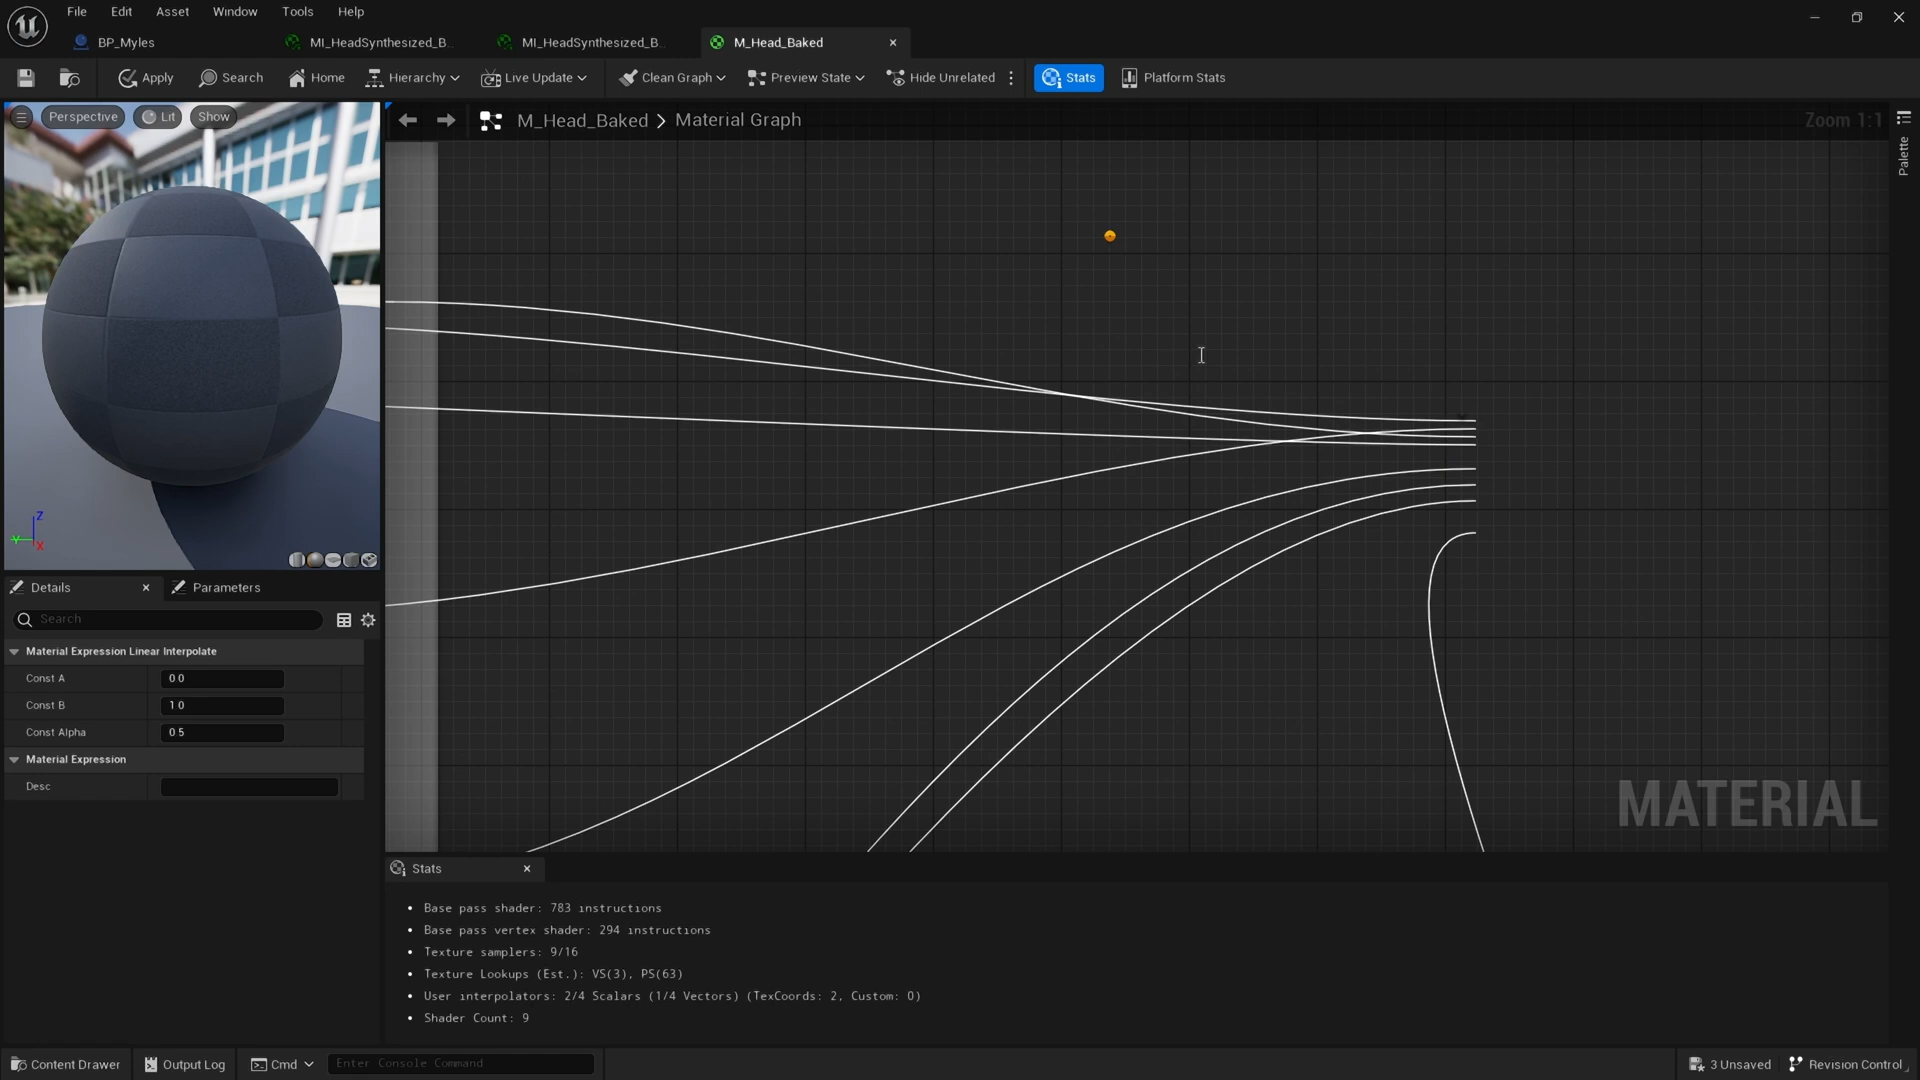 File Edit Asset Window Tools Help
BP_Myles MI_HeadSynthesized_B.. MI_HeadSynthesized_B.. M_Head_Baked
Apply Search Home Hierarchy Live Update Clean Graph Preview State Hide Unrelated Stats Platform Stats
Perspective Lit Show
M_Head_Baked > Material Graph
Zoom 1:1
Palette
Z
Y
X
Details Parameters
Search
Material Expression Linear Interpolate
Const A 0 0
Const B 1 0
Const Alpha 0 5
Material Expression
Desc
MATERIAL
Stats
• Base pass shader: 783 instructions
• Base pass vertex shader: 294 instructions
• Texture samplers: 9/16
• Texture Lookups (Est.): VS(3), PS(63)
• User interpolators: 2/4 Scalars (1/4 Vectors) (TexCoords: 2, Custom: 0)
• Shader Count: 9
Content Drawer Output Log Cmd Enter Console Command 3 Unsaved Revision Control